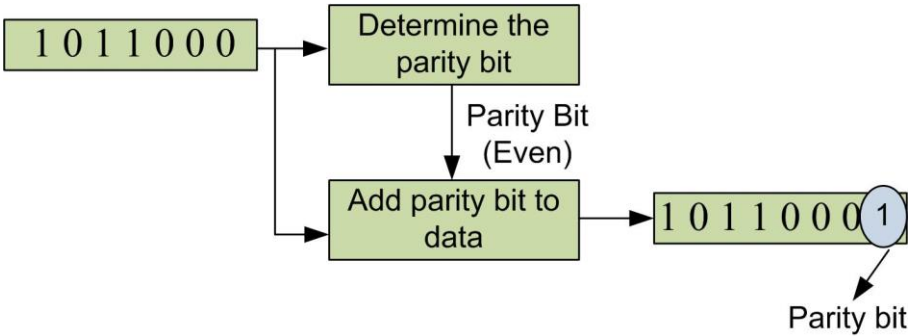 1 0 1 1 0 0 0
Determine the
parity bit
Parity Bit
(Even)
Add parity bit to
data
1 0 1 1 0 0 0 1
Parity bit